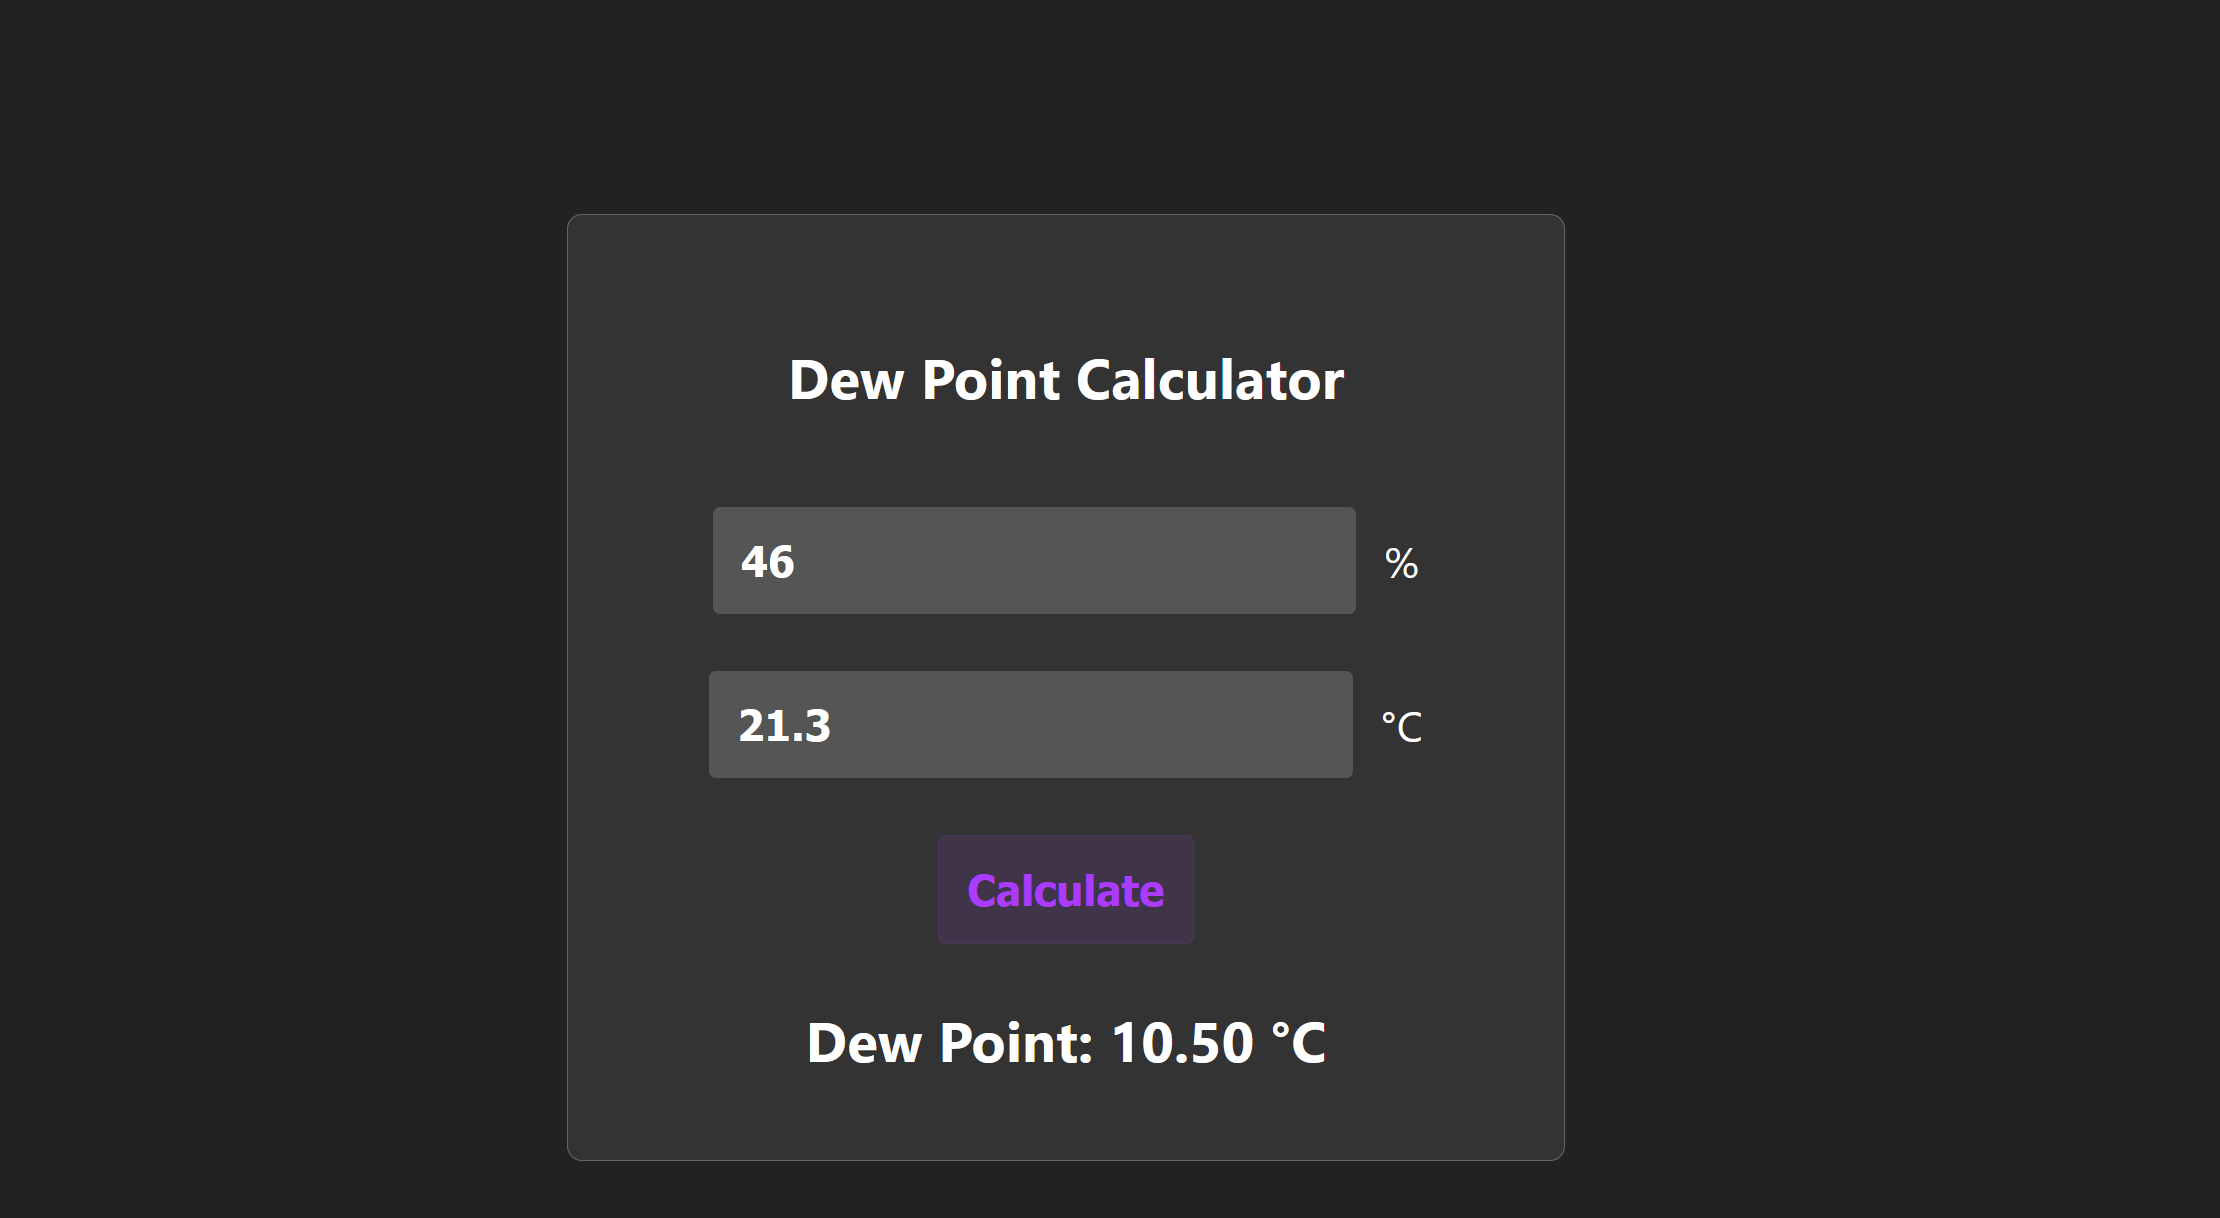 Dew Point Calculator
46 %
21.3 °C
Calculate
Dew Point: 10.50 °C